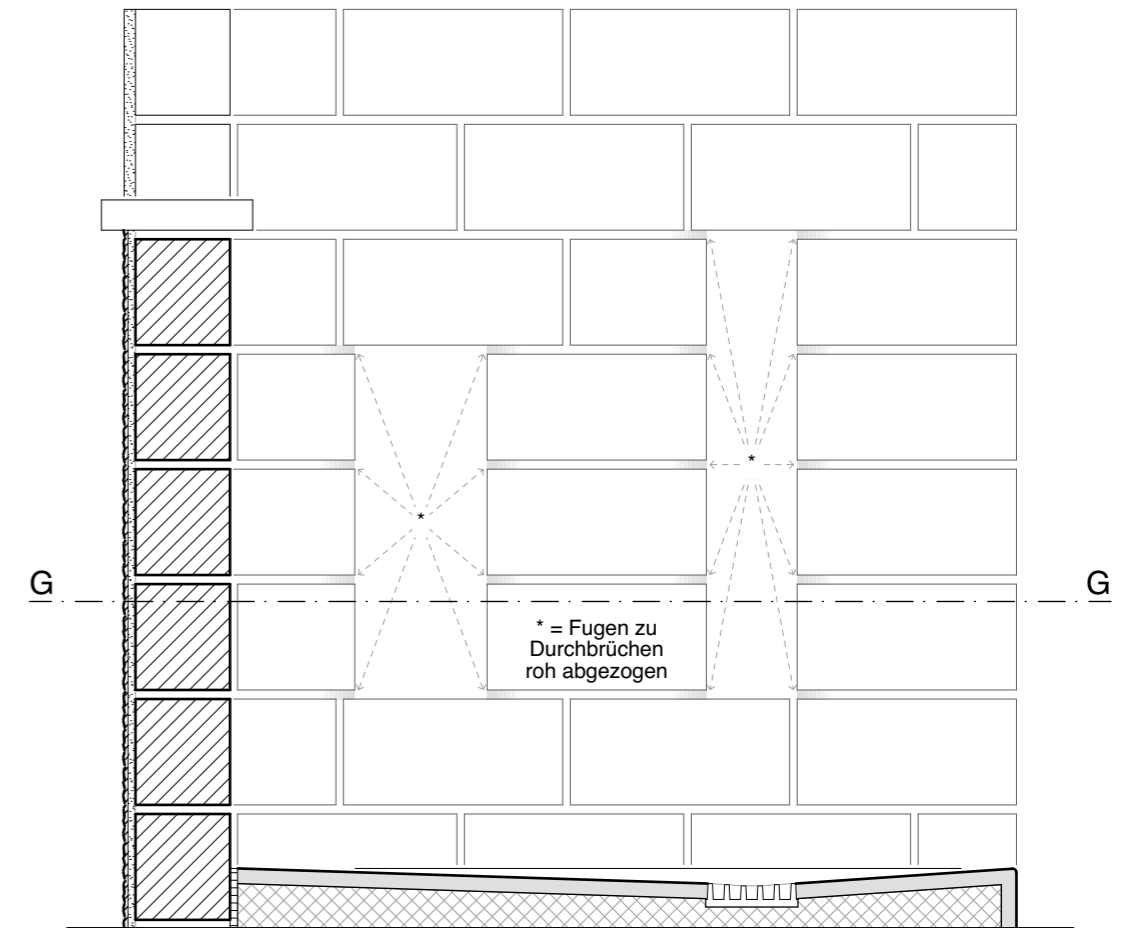 *
*
G
G
* = Fugen zu
Durchbrüchen
roh abgezogen